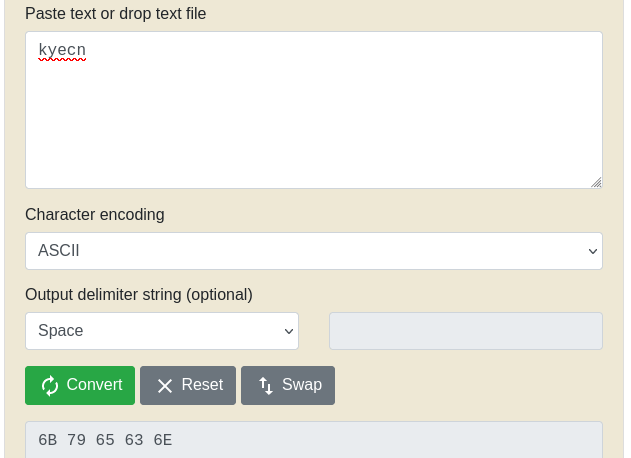 Paste text or drop text file
kyecn
Character encoding
ASCII
Output delimiter string (optional)
Space
Convert Reset Swap
6B 79 65 63 6E